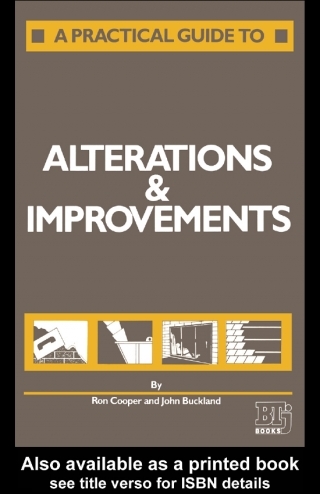 A PRACTICAL GUIDE TO
ALTERATIONS
&
IMPROVEMENTS
By
Ron Cooper and John Buckland
BTJ
BOOKS
Also available as a printed book
see title verso for ISBN details